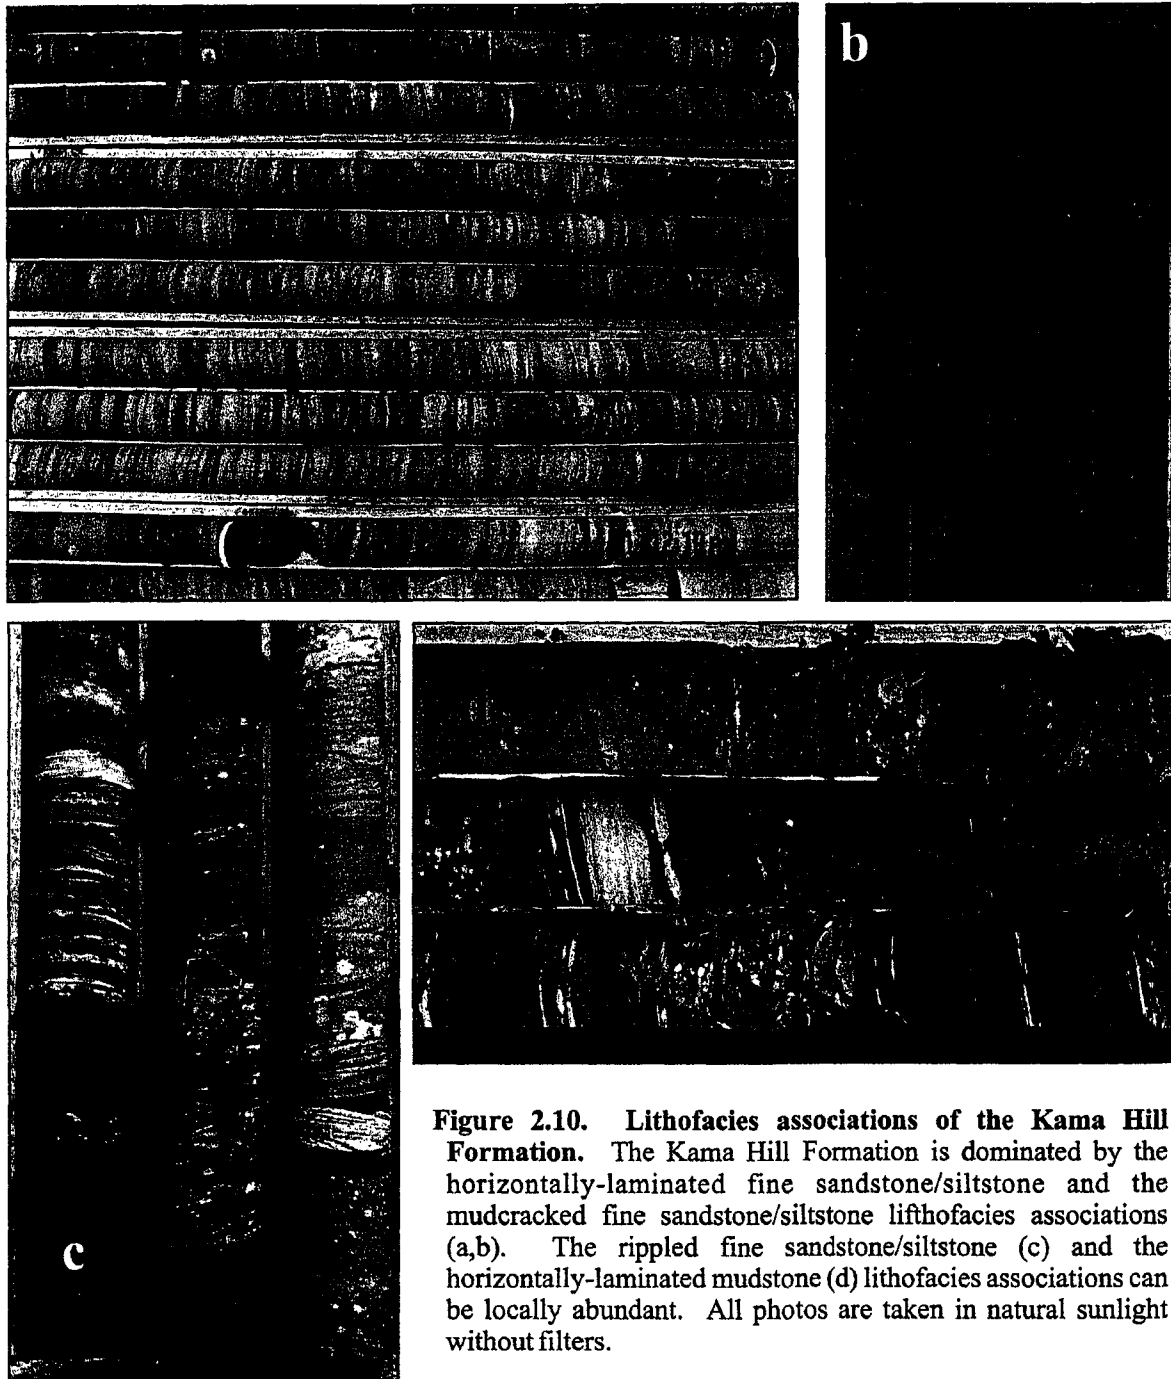 b
c
Figure 2.10. Lithofacies associations of the Kama Hill
Formation. The Kama Hill Formation is dominated by the
horizontally-laminated fine sandstone/siltstone and the
mudcracked fine sandstone/siltstone lifthofacies associations
(a,b). The rippled fine sandstone/siltstone (c) and the
horizontally-laminated mudstone (d) lithofacies associations can
be locally abundant. All photos are taken in natural sunlight
without filters.